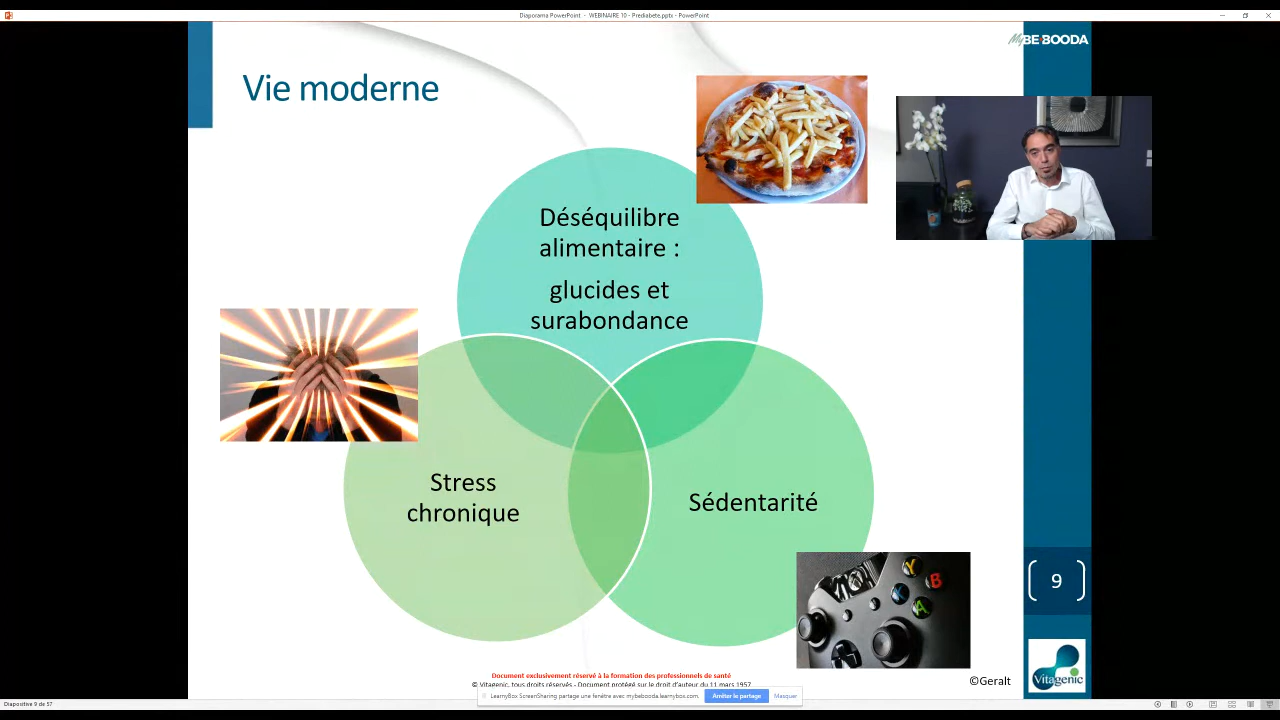 Diaporama PowerPoint - WEBINAIRE 10 - Prediabete.pptx - PowerPoint
MyBE•BOODA
Vie moderne
Déséquilibre
alimentaire :
glucides et
surabondance
Stress
chronique
Sédentarité
Y
B
X
A
9
Document exclusivement réservé à la formation des professionnels de santé
© Vitagenic, tous droits réservés - Document protégé sur le droit d'auteur du 11 mars 1957
©Geralt
Vitagenic
LearnyBox ScreenSharing partage une fenêtre avec mybebooda.learnybox.com.
Arrêter le partage
Masquer
Diapositive 9 de 57